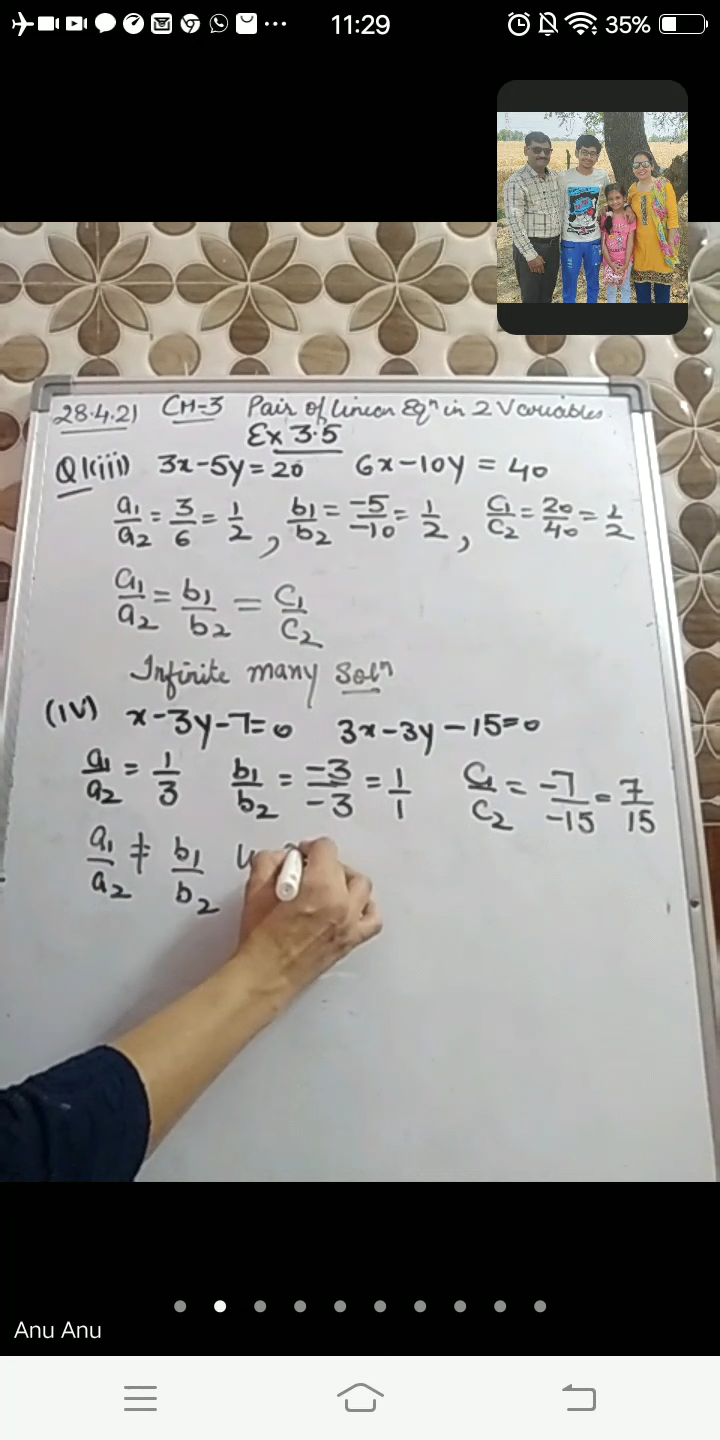 11:29
35%
28.4.21 CH-3 Pair of Linear Eqⁿ in 2 Variables.
Ex 3.5
Q1(iii) 3x-5y=20 6x-10y=40
a₁/a₂ = 3/6 = 1/2, b₁/b₂ = -5/-10 = 1/2, C₁/C₂ = 20/40 = 1/2
a₁/a₂ = b₁/b₂ = C₁/C₂
Infinite many Solⁿ
(iv) x-3y-7=0 3x-3y-15=0
a₁/a₂ = 1/3 b₁/b₂ = -3/-3 = 1/1 C₁/C₂ = -7/-15 = 7/15
a₁/a₂ ≠ b₁/b₂
Anu Anu